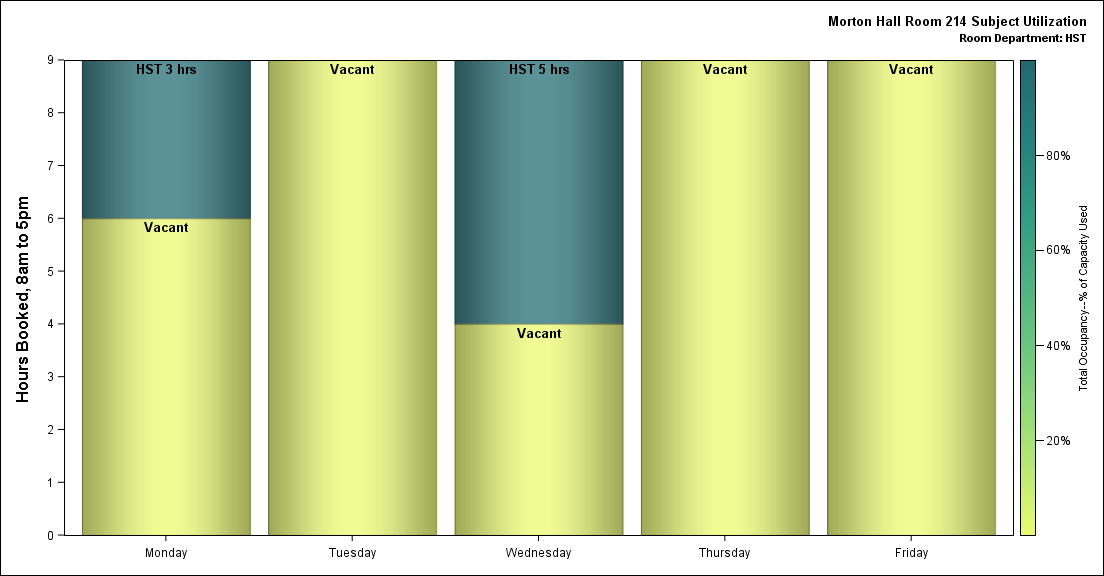 Morton Hall Room 214 Subject Utilization
Room Department: HST
Hours Booked, 8am to 5pm
9
8
7
6
5
4
3
2
1
0
HST 3 hrs
Vacant
Vacant
HST 5 hrs
Vacant
Vacant
Vacant
Monday
Tuesday
Wednesday
Thursday
Friday
80%
60%
40%
20%
Total Occupancy--% of Capacity Used